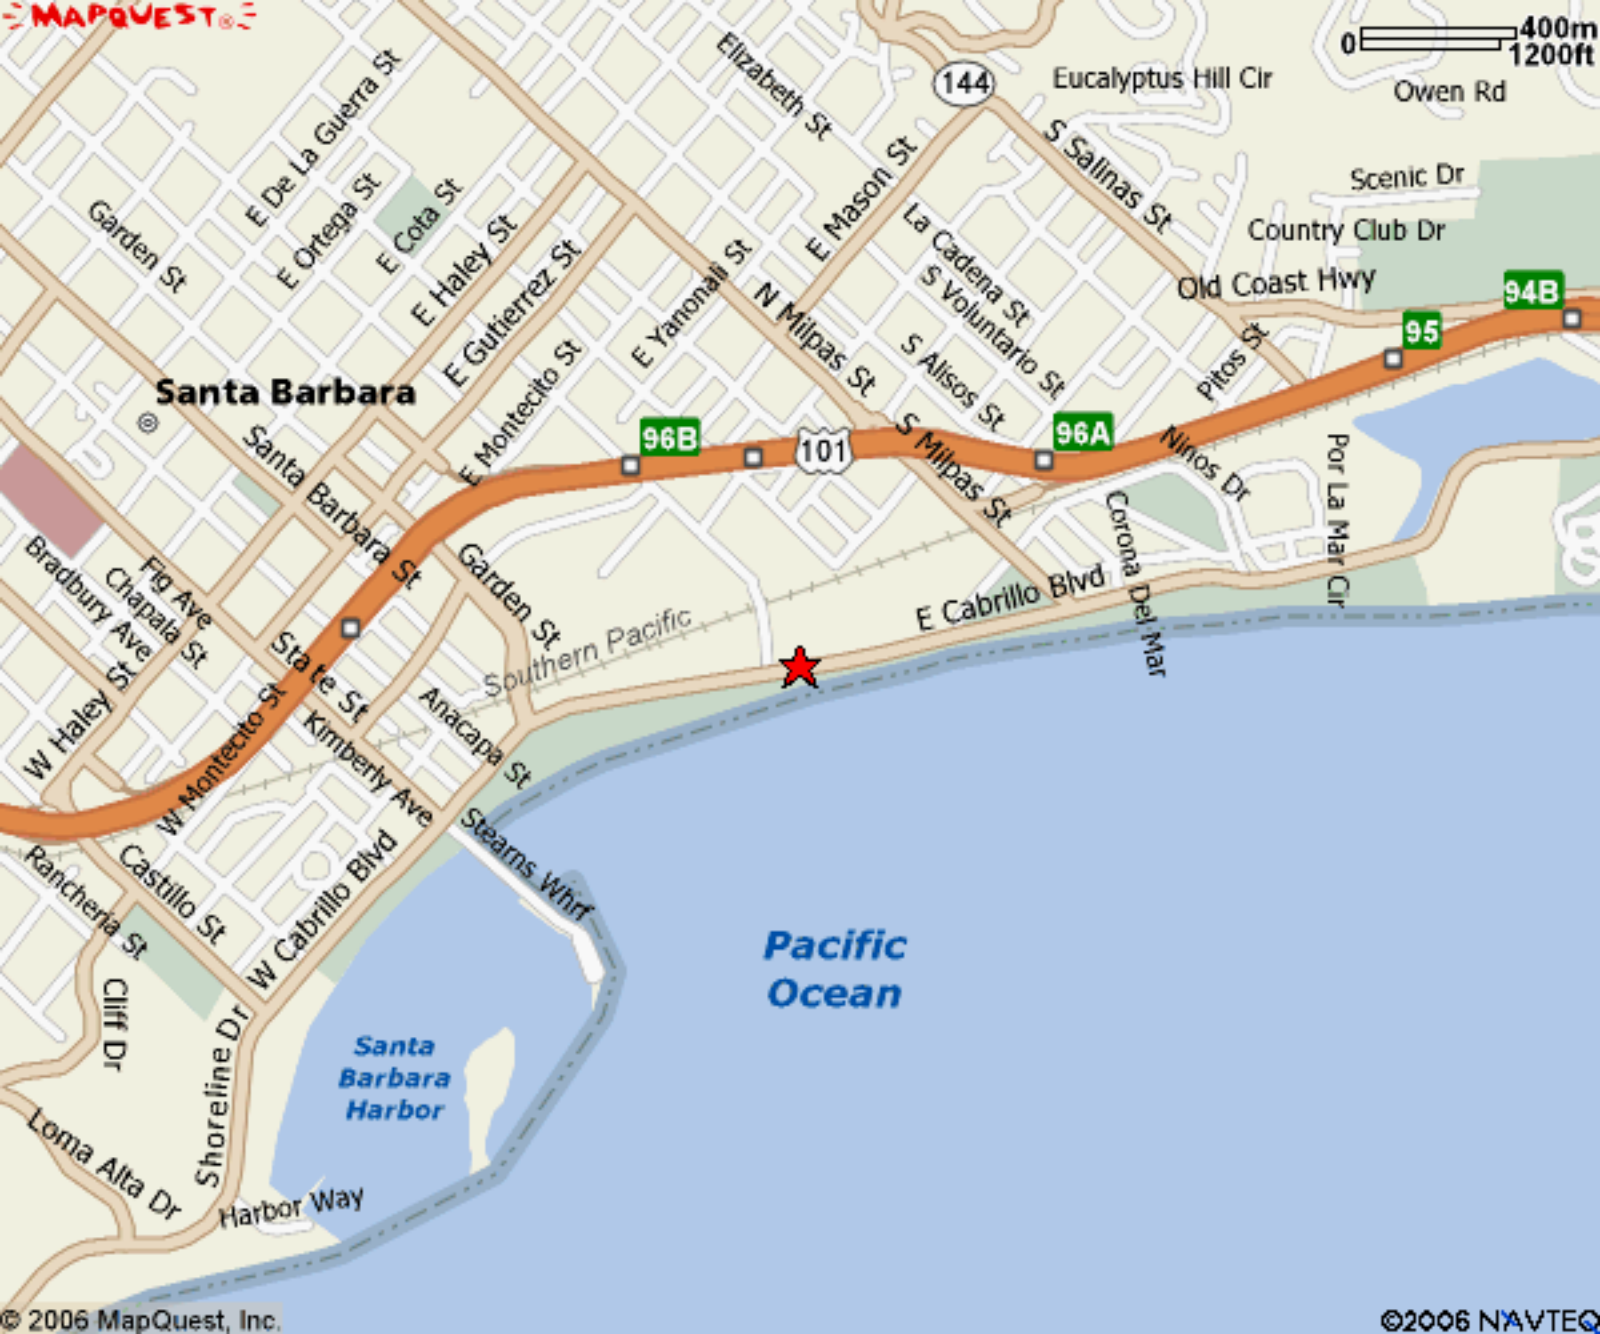 MAPQUEST®
400m
0
1200ft
144
Eucalyptus Hill Cir
Owen Rd
Elizabeth St
E De La Guerra St
E Mason St
S Salinas St
Scenic Dr
E Ortega St
E Cota St
Garden St
La Cadena St
Country Club Dr
E Haley St
E Gutierrez St
E Yanonali St
S Voluntario St
Old Coast Hwy
94B
95
N Milpas St
S Alisos St
Pitos St
Santa Barbara
E Montecito St
96B
101
96A
S Milpas St
Ninos Dr
Por La Mar Cir
Santa Barbara St
Corona Del Mar
Fig Ave
Chapala St
Bradbury Ave
Garden St
E Cabrillo Blvd
Southern Pacific
State St
W Haley St
W Montecito St
Anacapa St
Kimberly Ave
Stearns Whrf
Rancheria St
Castillo St
W Cabrillo Blvd
Pacific
Ocean
Cliff Dr
Shoreline Dr
Santa
Barbara
Harbor
Loma Alta Dr
Harbor Way
© 2006 MapQuest, Inc.
©2006 NAVTEQ